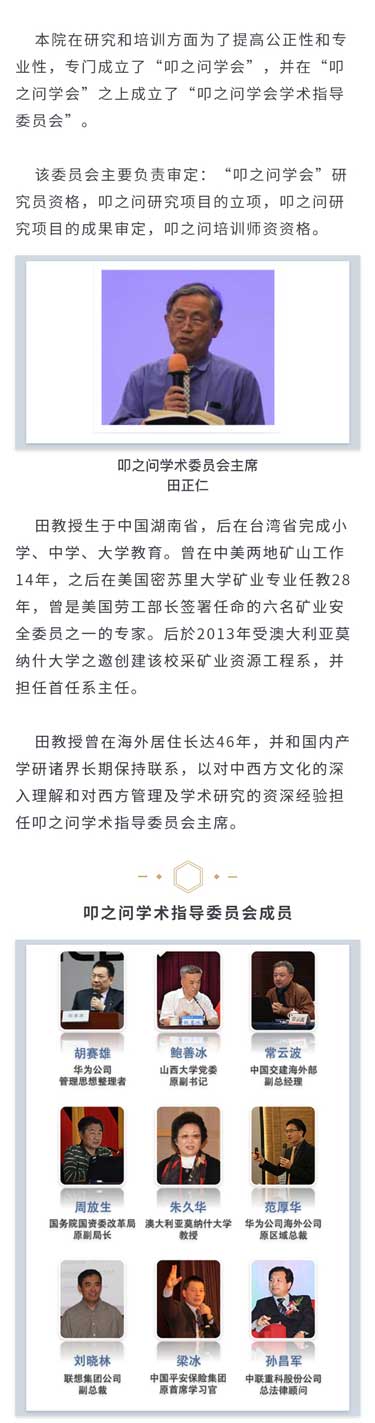 本院在研究和培训方面为了提高公正性和专
业性，专门成立了“叩之问学会”，并在“叩
之问学会”之上成立了“叩之问学会学术指导
委员会”。
该委员会主要负责审定：“叩之问学会”研
究员资格，叩之问研究项目的立项，叩之问研
究项目的成果审定，叩之问培训师资资格。
叩之问学术委员会主席
田正仁
田教授生于中国湖南省，后在台湾省完成小
学、中学、大学教育。曾在中美两地矿山工作
14年，之后在美国密苏里大学矿业专业任教28
年，曾是美国劳工部长签署任命的六名矿业安
全委员之一的专家。后於2013年受澳大利亚莫
纳什大学之邀创建该校采矿业资源工程系，并
担任首任系主任。
田教授曾在海外居住长达46年，并和国内产
学研诸界长期保持联系，以对中西方文化的深
入理解和对西方管理及学术研究的资深经验担
任叩之问学术指导委员会主席。
叩之问学术指导委员会成员
胡赛雄 鲍善冰 常云波
华为公司 山西大学党委 中国交建海外部
管理思想整理者 原副书记 副总经理
周放生 朱久华 范厚华
国务院国资委改革局 澳大利亚莫纳什大学 华为公司海外公司
原副局长 教授 原区域总裁
刘晓林 梁冰 孙昌军
联想集团公司 中国平安保险集团 中联重科股份公司
副总裁 原首席学习官 总法律顾问